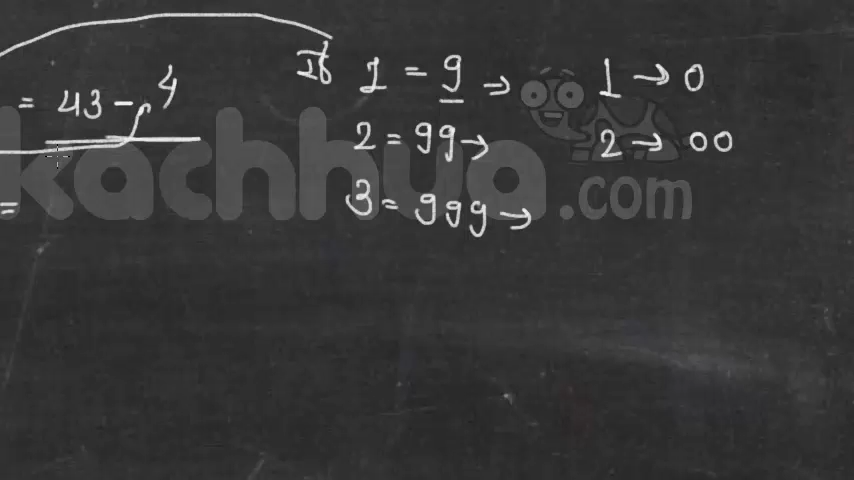 = 43 - 4
If 1 = 9 → 1 → 0
2 = 99 → 2 → 00
3 = 999 →
=
kachhua.com